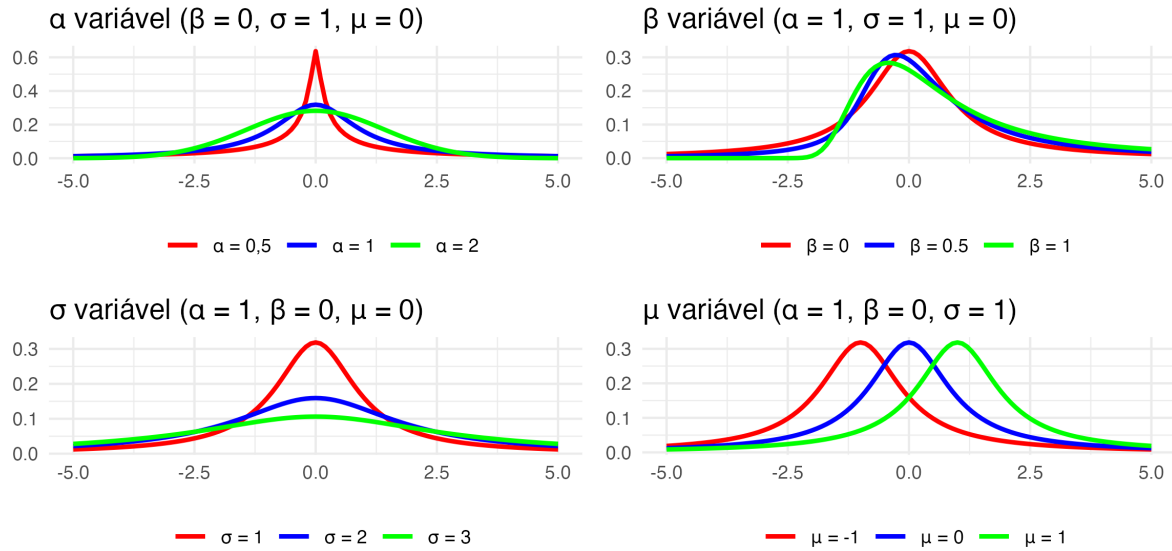 α variável (β = 0, σ = 1, μ = 0)
0.6
0.4
0.2
0.0
-5.0 -2.5 0.0 2.5 5.0
α = 0,5 α = 1 α = 2
β variável (α = 1, σ = 1, μ = 0)
0.3
0.2
0.1
0.0
-5.0 -2.5 0.0 2.5 5.0
β = 0 β = 0.5 β = 1
σ variável (α = 1, β = 0, μ = 0)
0.3
0.2
0.1
0.0
-5.0 -2.5 0.0 2.5 5.0
σ = 1 σ = 2 σ = 3
μ variável (α = 1, β = 0, σ = 1)
0.3
0.2
0.1
0.0
-5.0 -2.5 0.0 2.5 5.0
μ = -1 μ = 0 μ = 1